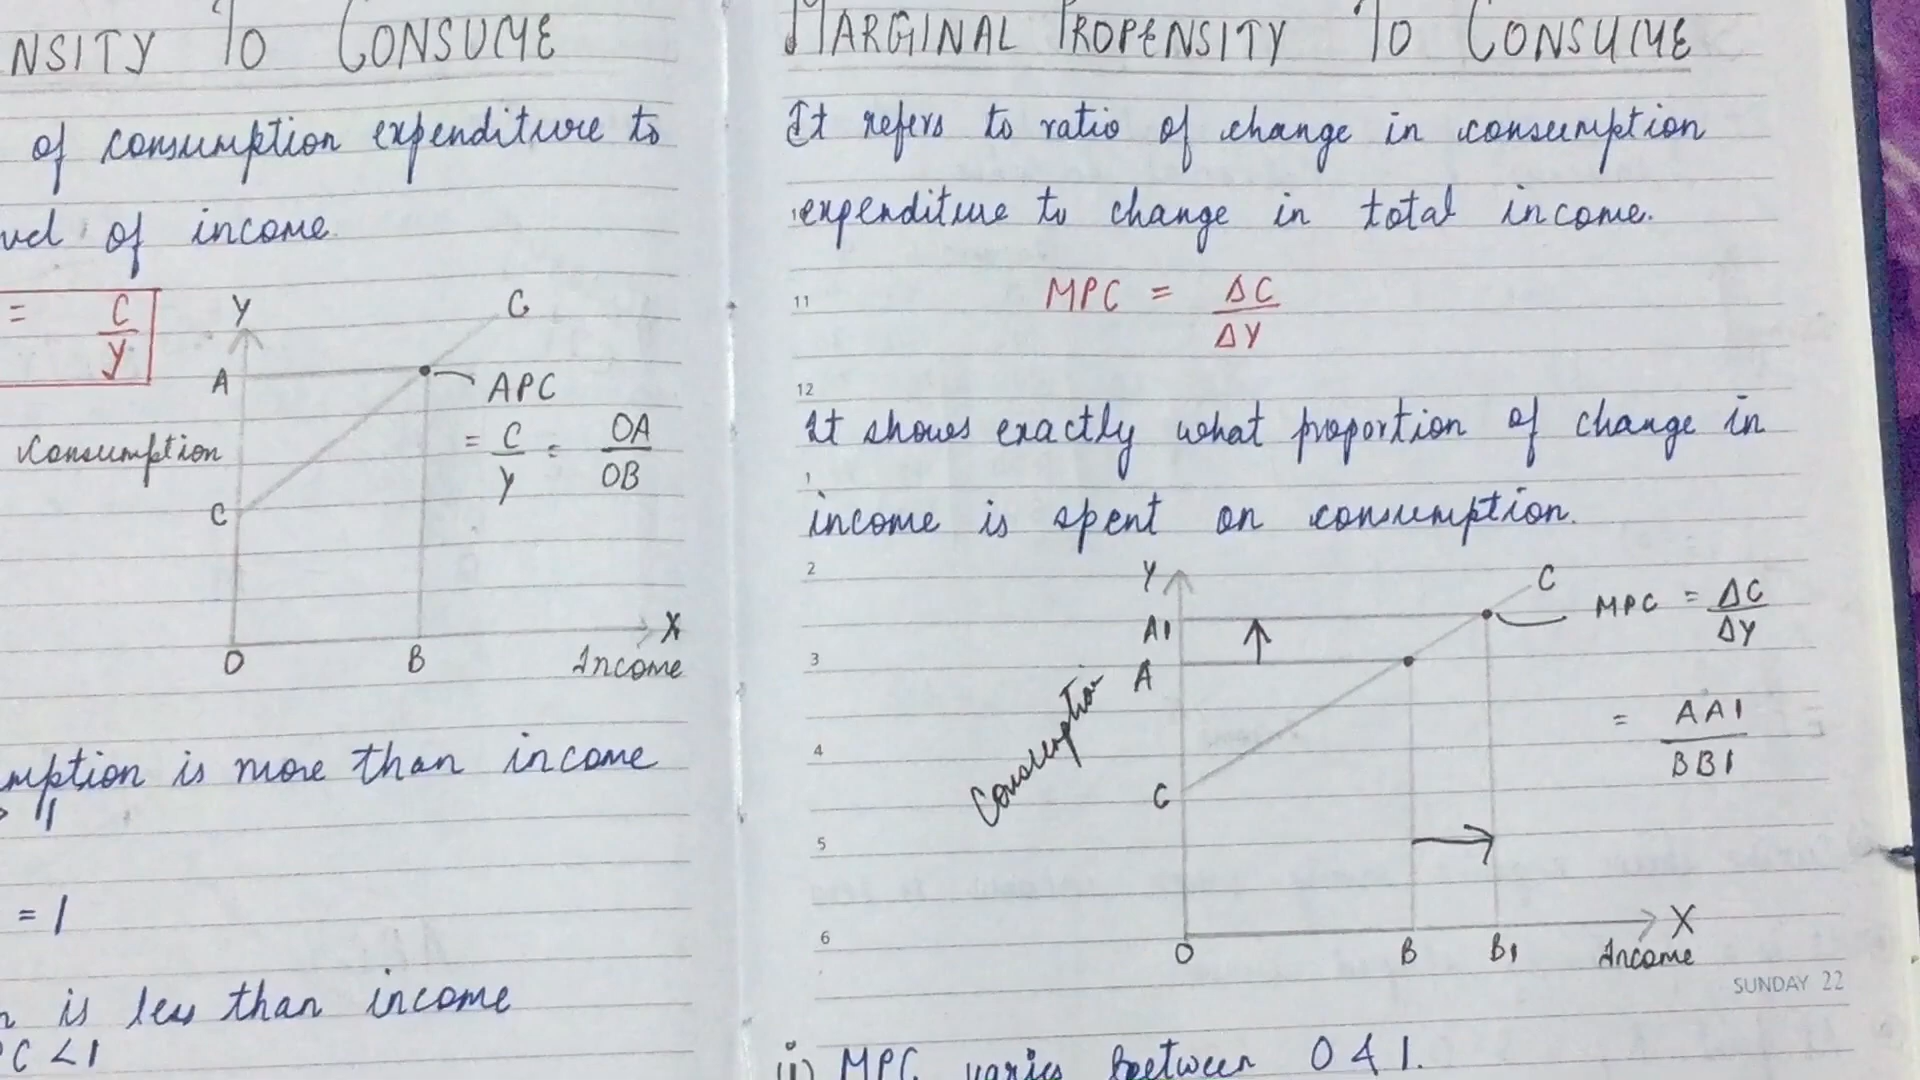 NSITY TO CONSUME
of consumption expenditure to
of income.
= C
Y
Y
C
A
APC
Consumption
= C = OA
Y OB
C
X
O B Income
mption is more than income
> 1
= 1
is less than income
C < 1
MARGINAL PROPENSITY TO CONSUME
It refers to ratio of change in consumption
expenditure to change in total income.
11
MPC = ΔC
ΔY
12
It shows exactly what proportion of change in
1
income is spent on consumption.
2
Y
C
MPC = ΔC
ΔY
A1
3
A
= AA1
BB1
Consumption
4
C
5
6
X
O B B1 Income
SUNDAY 22
ii) MPC varies between 0 & 1.